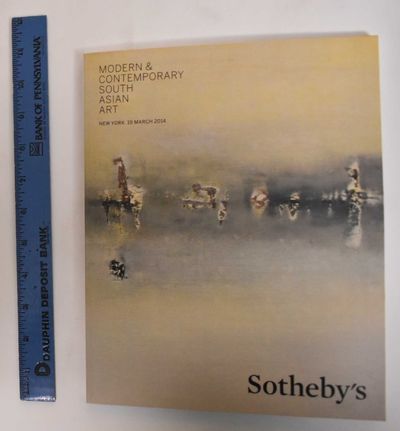 MODERN &
CONTEMPORARY
SOUTH
ASIAN
ART
NEW YORK 19 MARCH 2014
Sotheby's
BANK OF PENNSYLVANIA
DAUPHIN DEPOSIT BANK